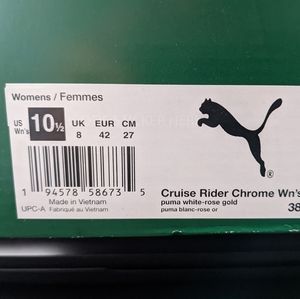 Womens / Femmes
US UK EUR CM
Wn's 10½ 8 42 27
1 94578 58673 5
Made in Vietnam
UPC-A Fabriqué au Vietnam
®
Cruise Rider Chrome Wn's
puma white-rose gold
puma blanc-rose or
38